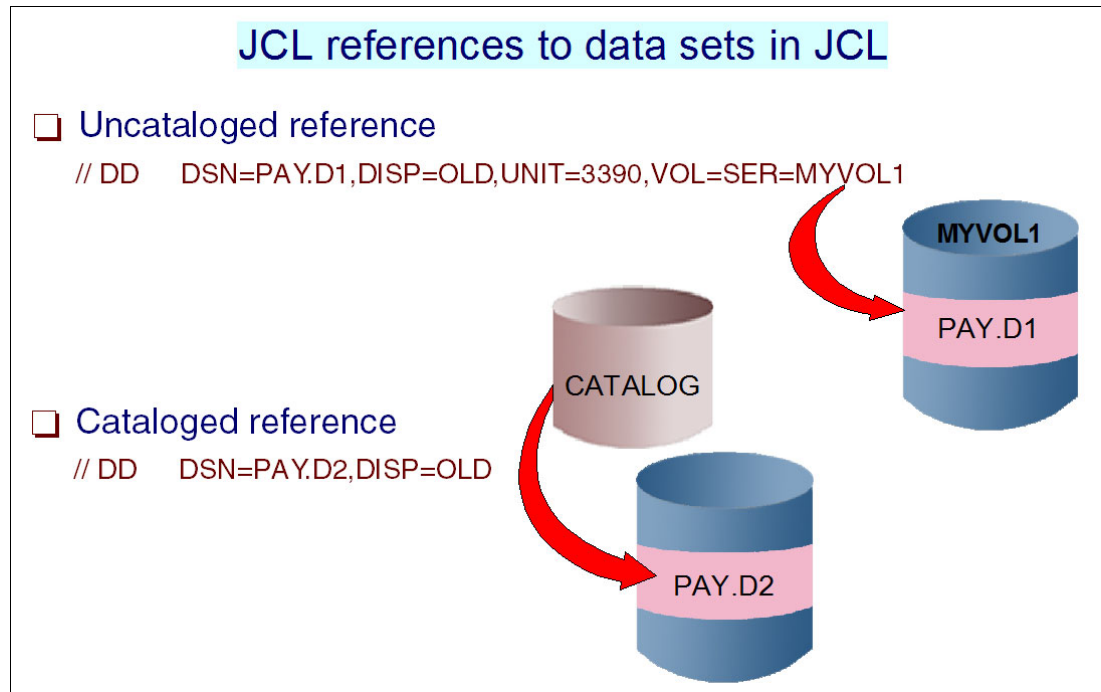 JCL references to data sets in JCL
Uncataloged reference
// DD DSN=PAY.D1,DISP=OLD,UNIT=3390,VOL=SER=MYVOL1
MYVOL1
PAY.D1
CATALOG
Cataloged reference
// DD DSN=PAY.D2,DISP=OLD
PAY.D2